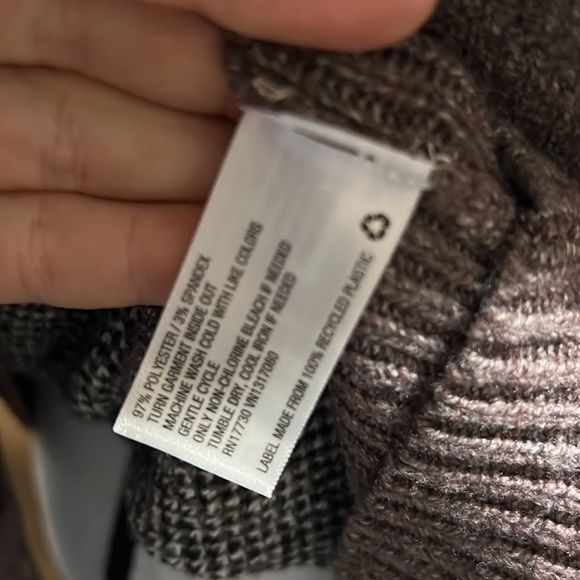 97% POLYESTER / 3% SPANDEX
TURN GARMENT INSIDE OUT
MACHINE WASH COLD WITH LIKE COLORS
GENTLE CYCLE
ONLY NON-CHLORINE BLEACH IF NEEDED
TUMBLE DRY, COOL IRON IF NEEDED
RN17730 VN1317080
LABEL MADE FROM 100% RECYCLED PLASTIC